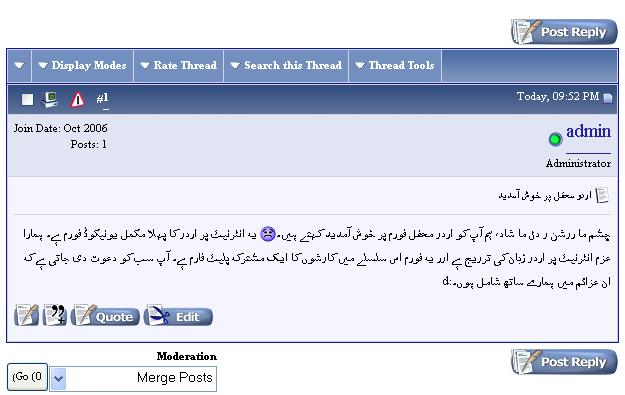 Post Reply
Display Modes
Rate Thread
Search this Thread
Thread Tools
Today, 09:52 PM
#1
admin
Administrator
Join Date: Oct 2006
Posts: 1
اردو محفل پر خوش آمدید
چشم ما روشن و دل ما شاد، ہم آپ کو اردو محفل فورم پر خوش آمدید کہتے ہیں۔ یہ انٹرنیٹ پر اردو کا پہلا مکمل یونیکوڈ فورم ہے۔ ہمارا
عزم انٹرنیٹ پر اردو زبان کی ترویج ہے اور یہ فورم اس سلسلے میں کاوشوں کا ایک مشترکہ پلیٹ فارم ہے۔ آپ سب کو دعوت دی جاتی ہے کہ
ان عزائم میں ہمارے ساتھ شامل ہوں۔ :d
Quote
Edit
Post Reply
Moderation
Merge Posts
(Go (0